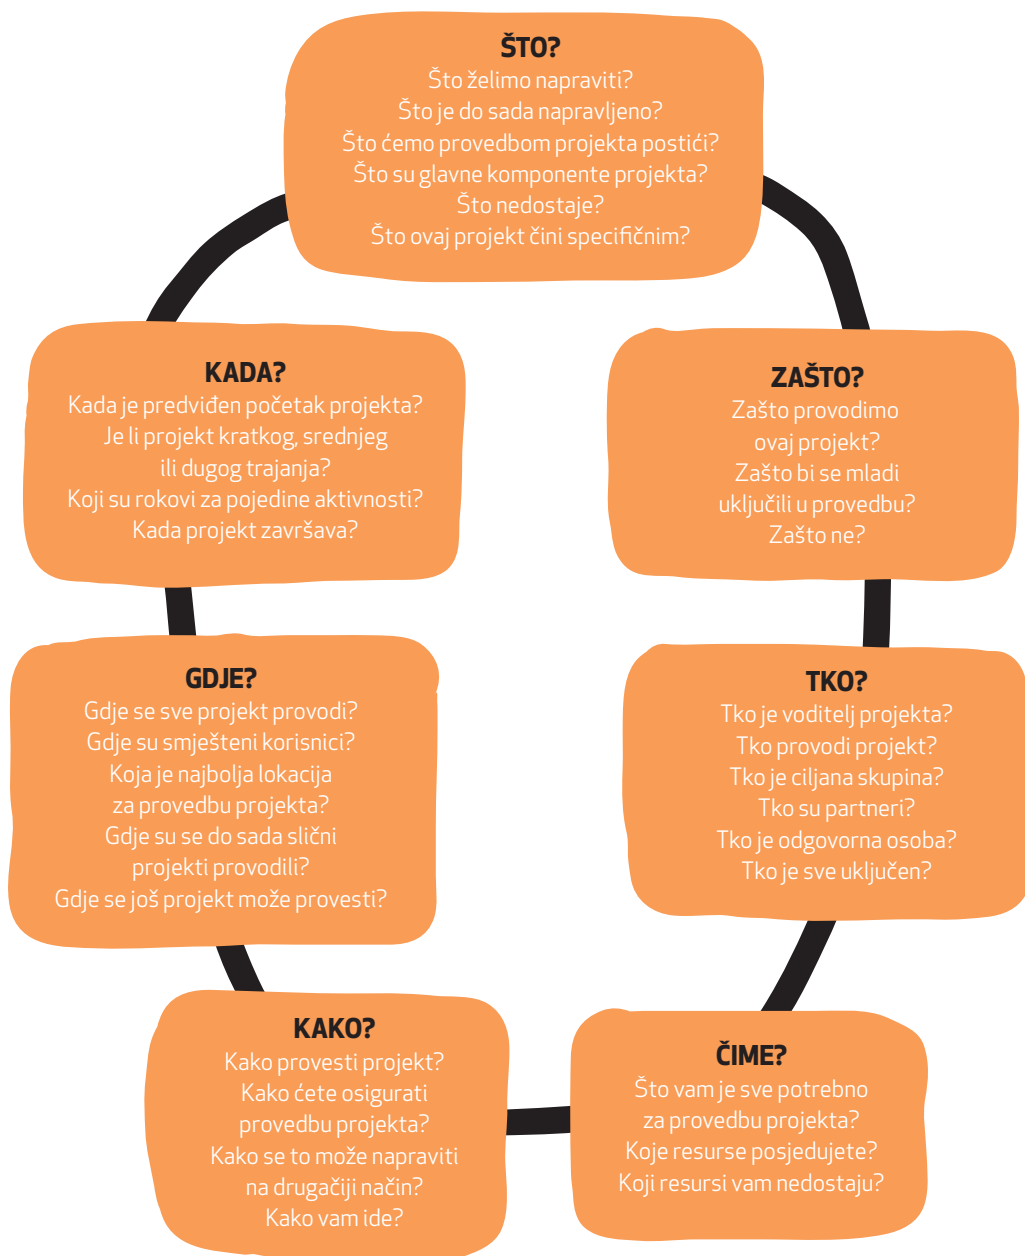 ŠTO?
Što želimo napraviti?
Što je do sada napravljeno?
Što ćemo provedbom projekta postići?
Što su glavne komponente projekta?
Što nedostaje?
Što ovaj projekt čini specifičnim?
KADA?
Kada je predviđen početak projekta?
Je li projekt kratkog, srednjeg
ili dugog trajanja?
Koji su rokovi za pojedine aktivnosti?
Kada projekt završava?
ZAŠTO?
Zašto provodimo
ovaj projekt?
Zašto bi se mladi
uključili u provedbu?
Zašto ne?
GDJE?
Gdje se sve projekt provodi?
Gdje su smješteni korisnici?
Koja je najbolja lokacija
za provedbu projekta?
Gdje su se do sada slični
projekti provodili?
Gdje se još projekt može provesti?
TKO?
Tko je voditelj projekta?
Tko provodi projekt?
Tko je ciljana skupina?
Tko su partneri?
Tko je odgovorna osoba?
Tko je sve uključen?
KAKO?
Kako provesti projekt?
Kako ćete osigurati
provedbu projekta?
Kako se to može napraviti
na drugačiji način?
Kako vam ide?
ČIME?
Što vam je sve potrebno
za provedbu projekta?
Koje resurse posjedujete?
Koji resursi vam nedostaju?